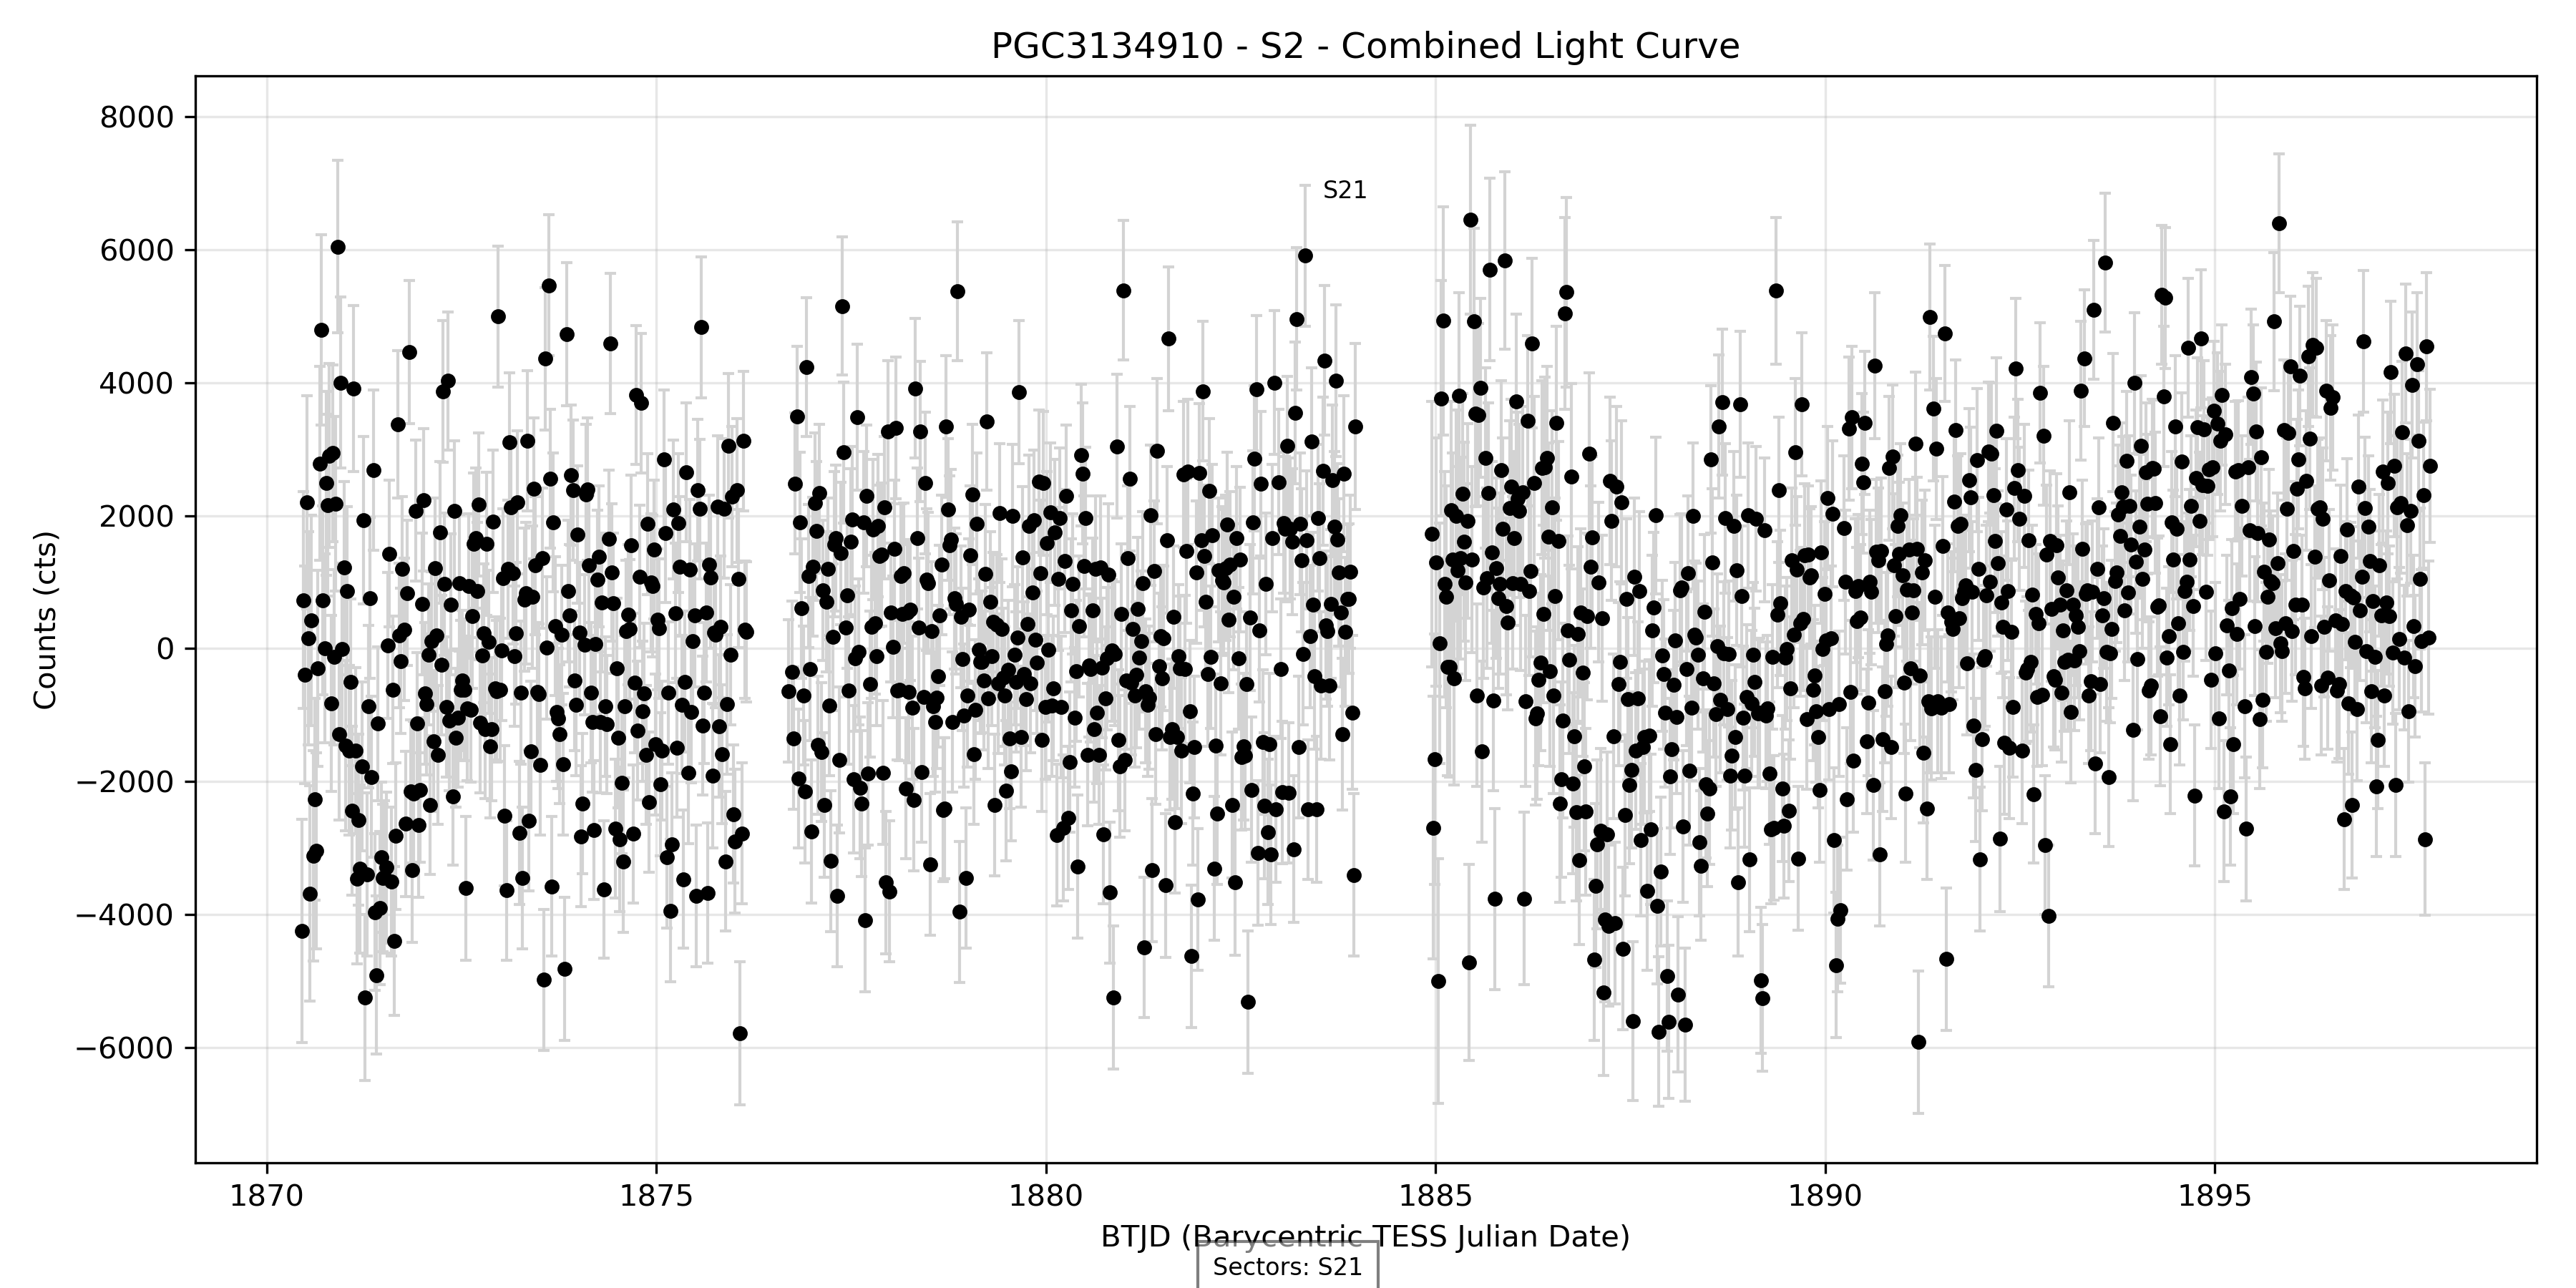 PGC3134910 - S2 - Combined Light Curve
8000
6000
4000
2000
0
−2000
−4000
−6000
Counts (cts)
S21
1870
1875
1880
1885
1890
1895
BTJD (Barycentric TESS Julian Date)
Sectors: S21